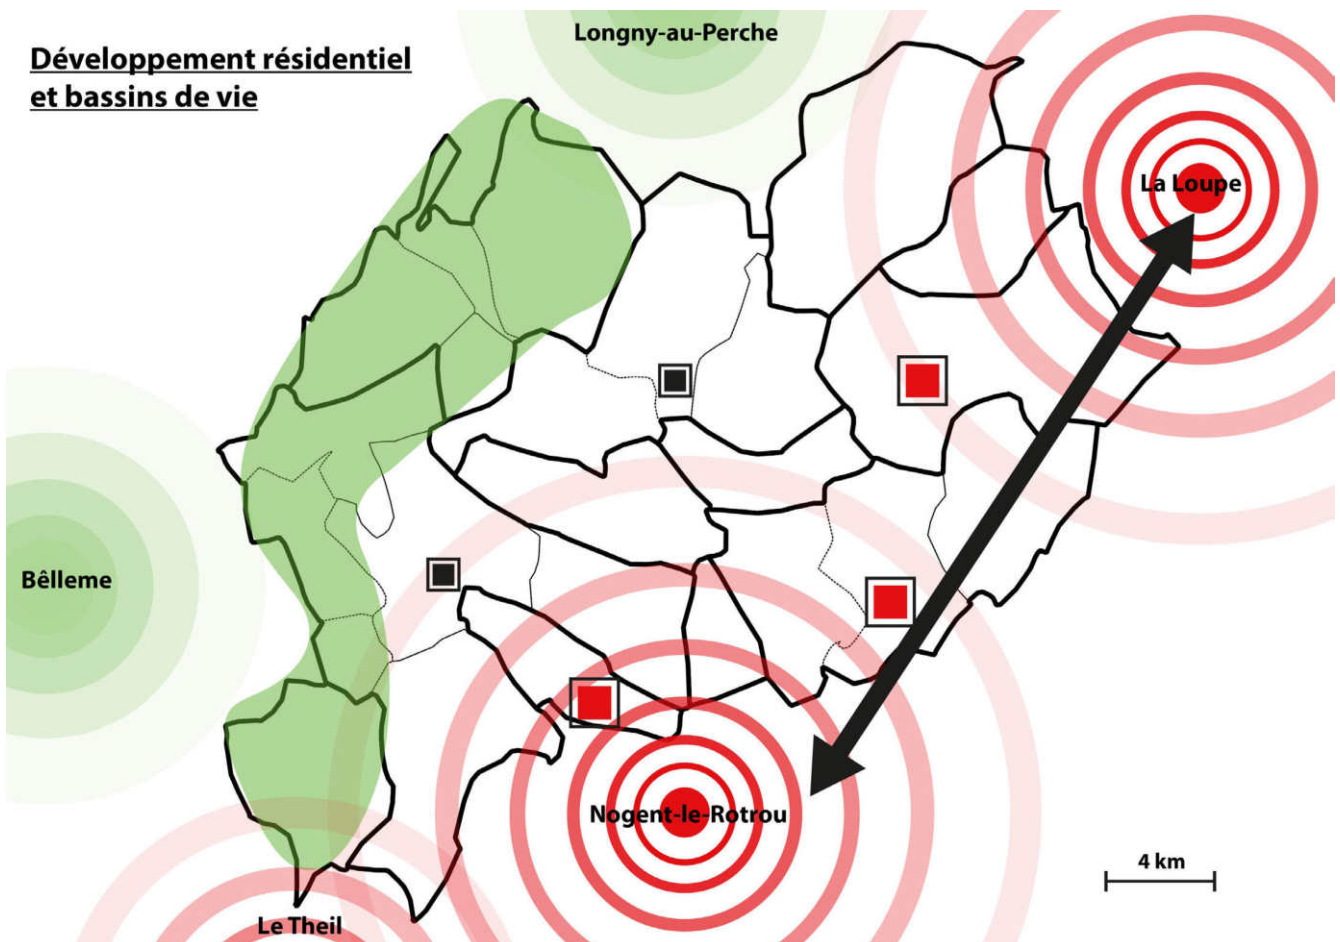 Développement résidentiel
et bassins de vie
Longny-au-Perche
La Loupe
Bêlleme
Nogent-le-Rotrou
4 km
Le Theil